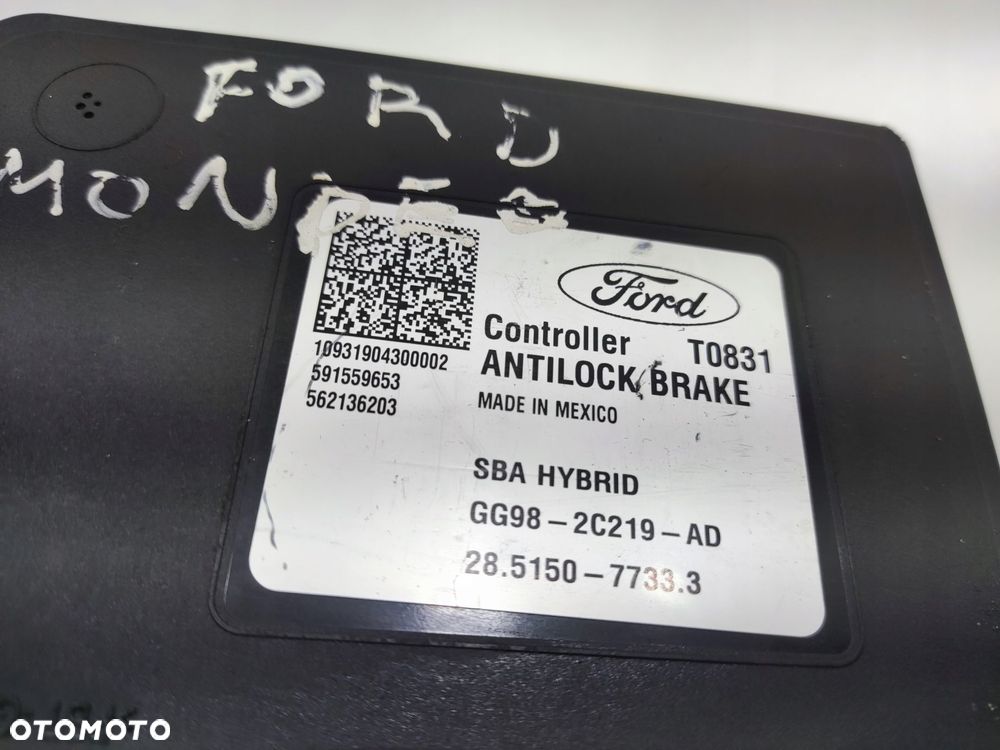 FORD
MONDEO
Ford
Controller T0831
ANTILOCK BRAKE
MADE IN MEXICO
10931904300002
591559653
562136203
SBA HYBRID
GG98 - 2C219 - AD
28.5150 - 7733.3
OTOMOTO